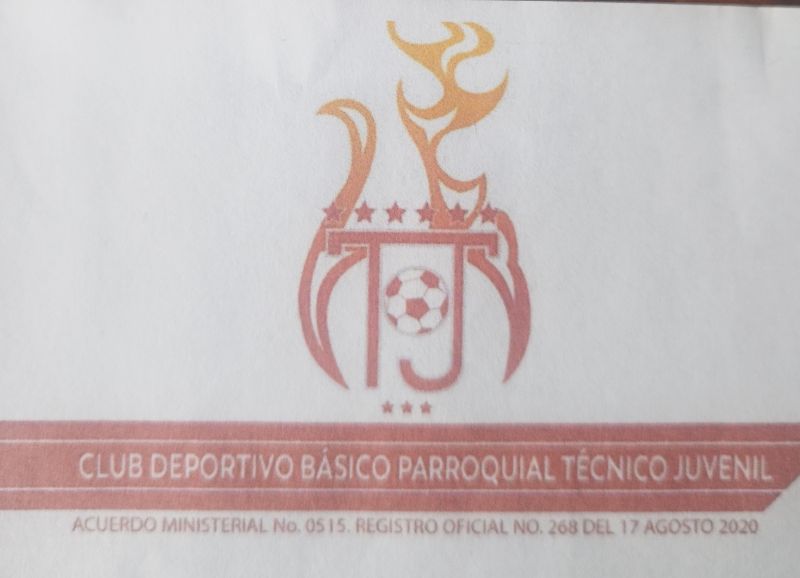 TJ
CLUB DEPORTIVO BÁSICO PARROQUIAL TÉCNICO JUVENIL
ACUERDO MINISTERIAL No. 0515. REGISTRO OFICIAL NO. 268 DEL 17 AGOSTO 2020